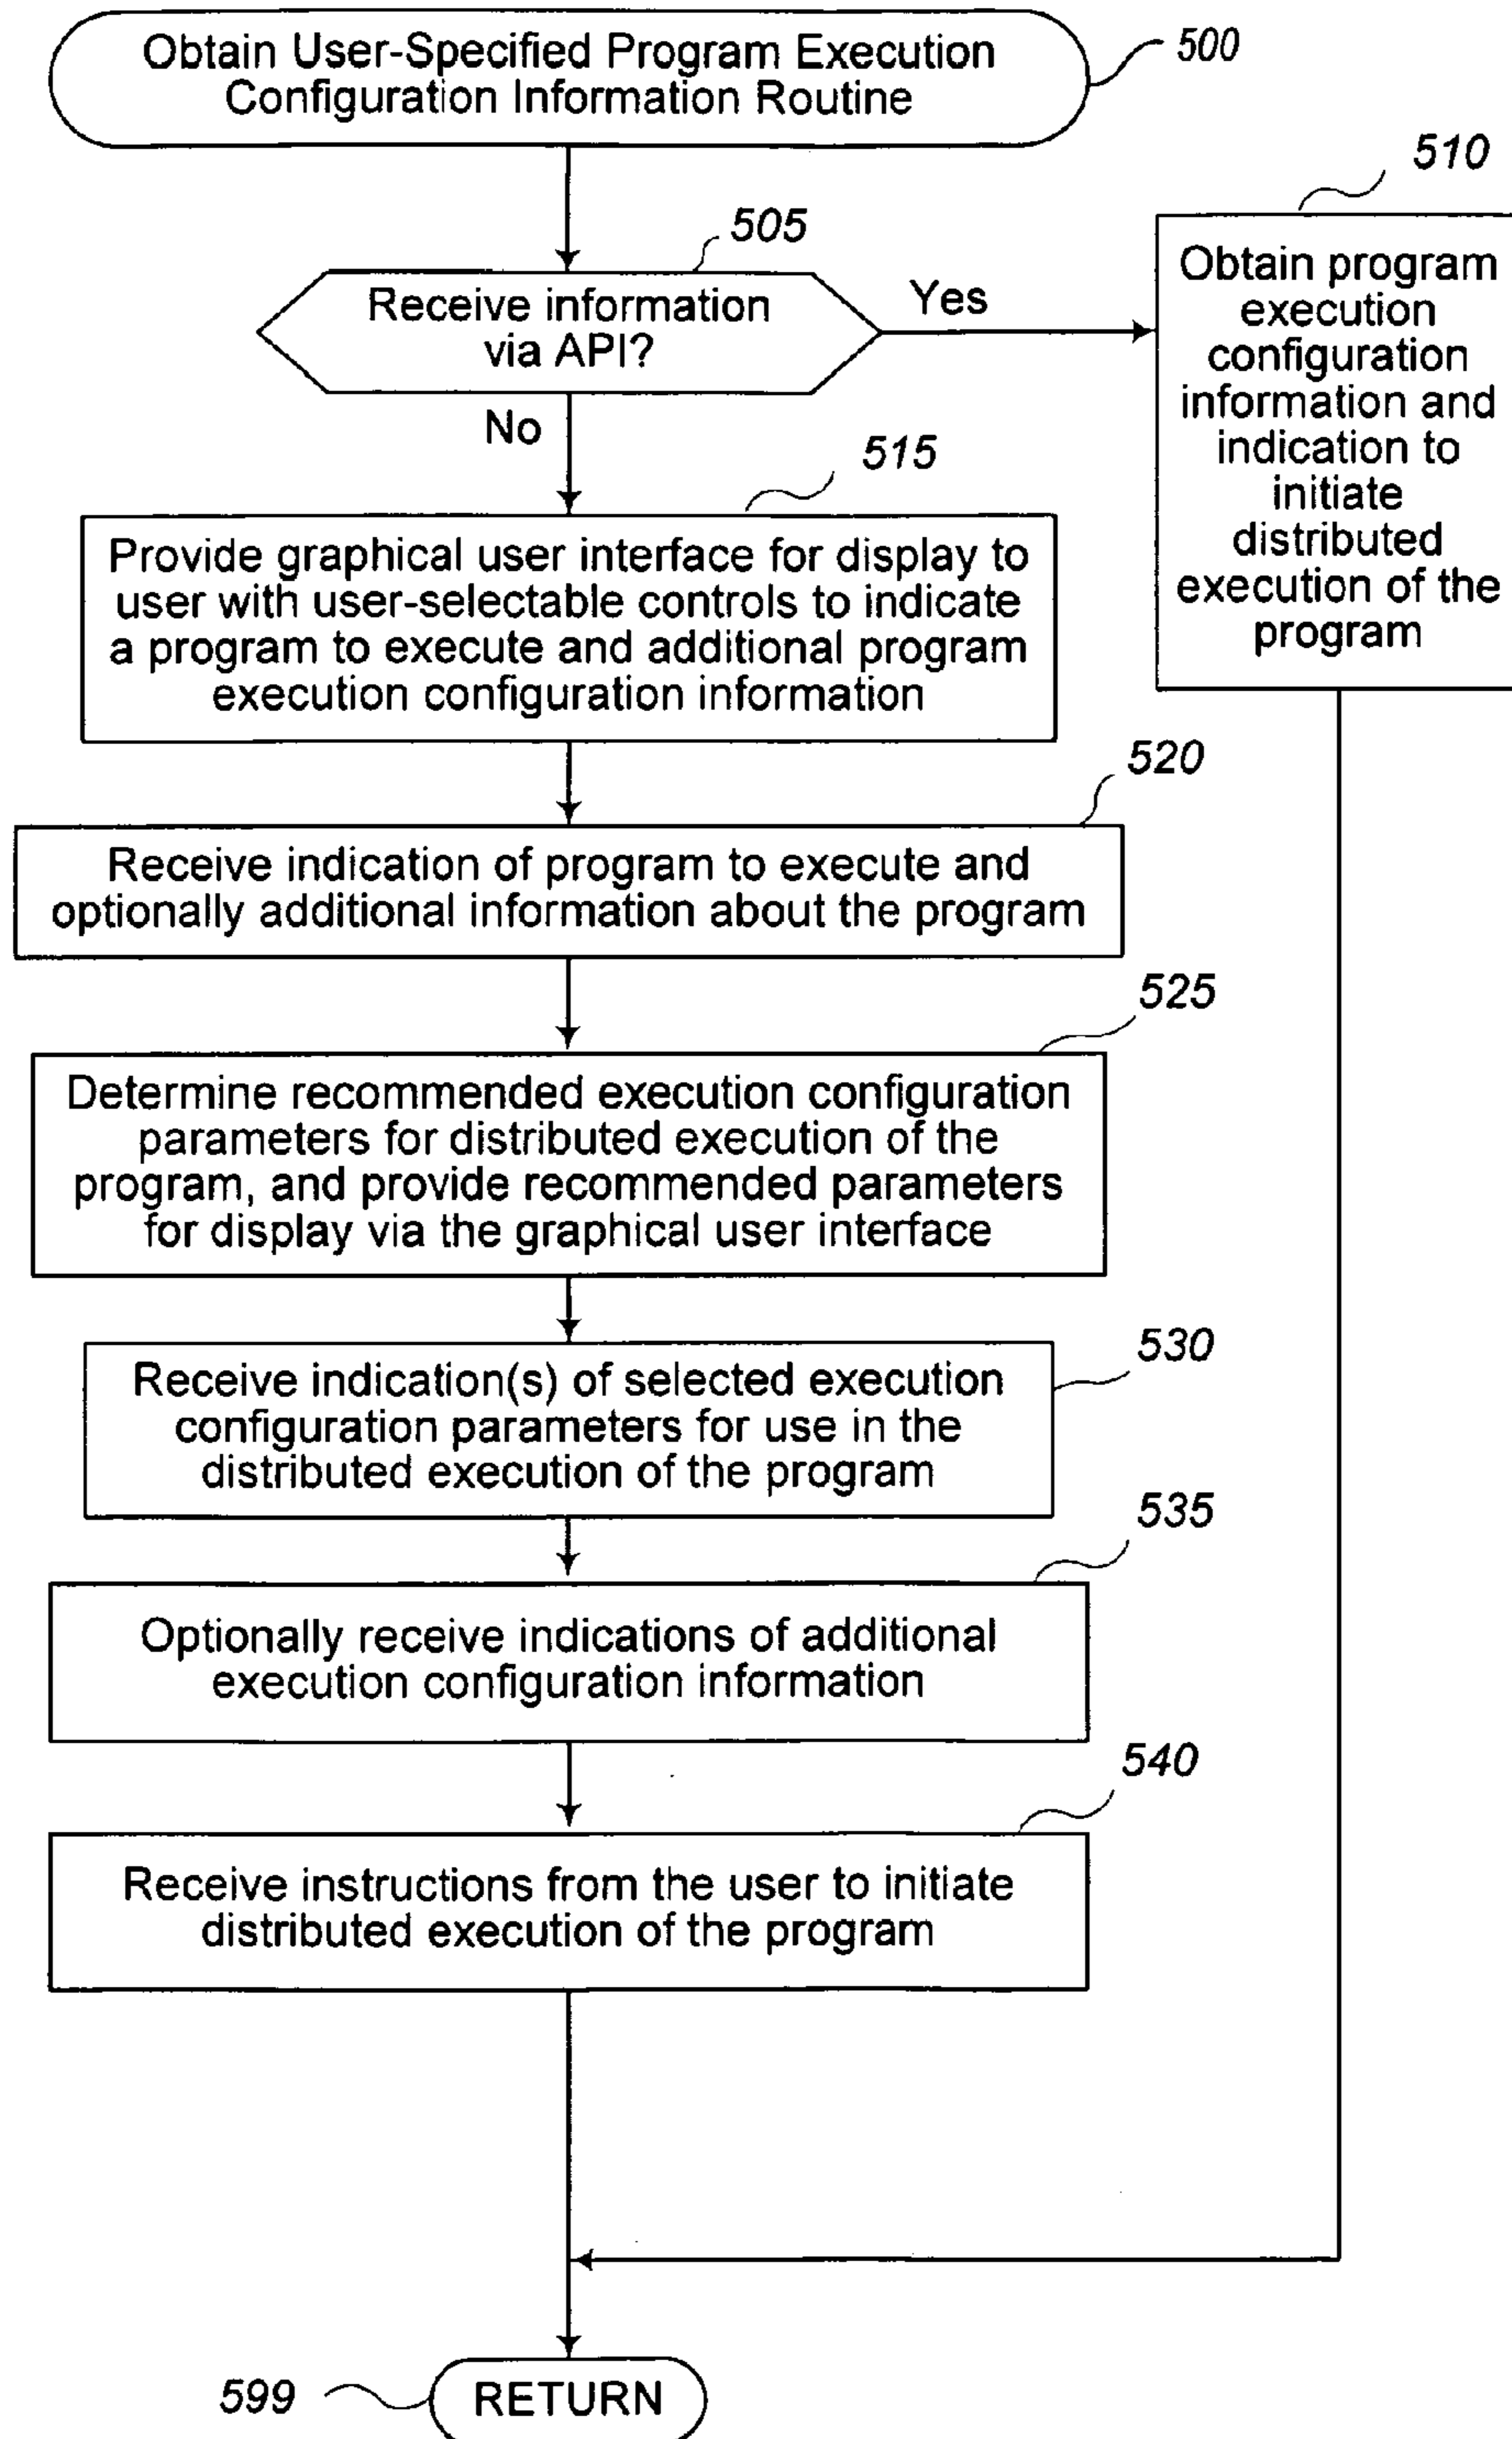 Obtain User-Specified Program Execution
Configuration Information Routine
500
505
Receive information
via API?
Yes
No
510
Obtain program
execution
configuration
information and
indication to
initiate
distributed
execution of the
program
515
Provide graphical user interface for display to
user with user-selectable controls to indicate
a program to execute and additional program
execution configuration information
520
Receive indication of program to execute and
optionally additional information about the program
525
Determine recommended execution configuration
parameters for distributed execution of the
program, and provide recommended parameters
for display via the graphical user interface
530
Receive indication(s) of selected execution
configuration parameters for use in the
distributed execution of the program
535
Optionally receive indications of additional
execution configuration information
540
Receive instructions from the user to initiate
distributed execution of the program
599
RETURN